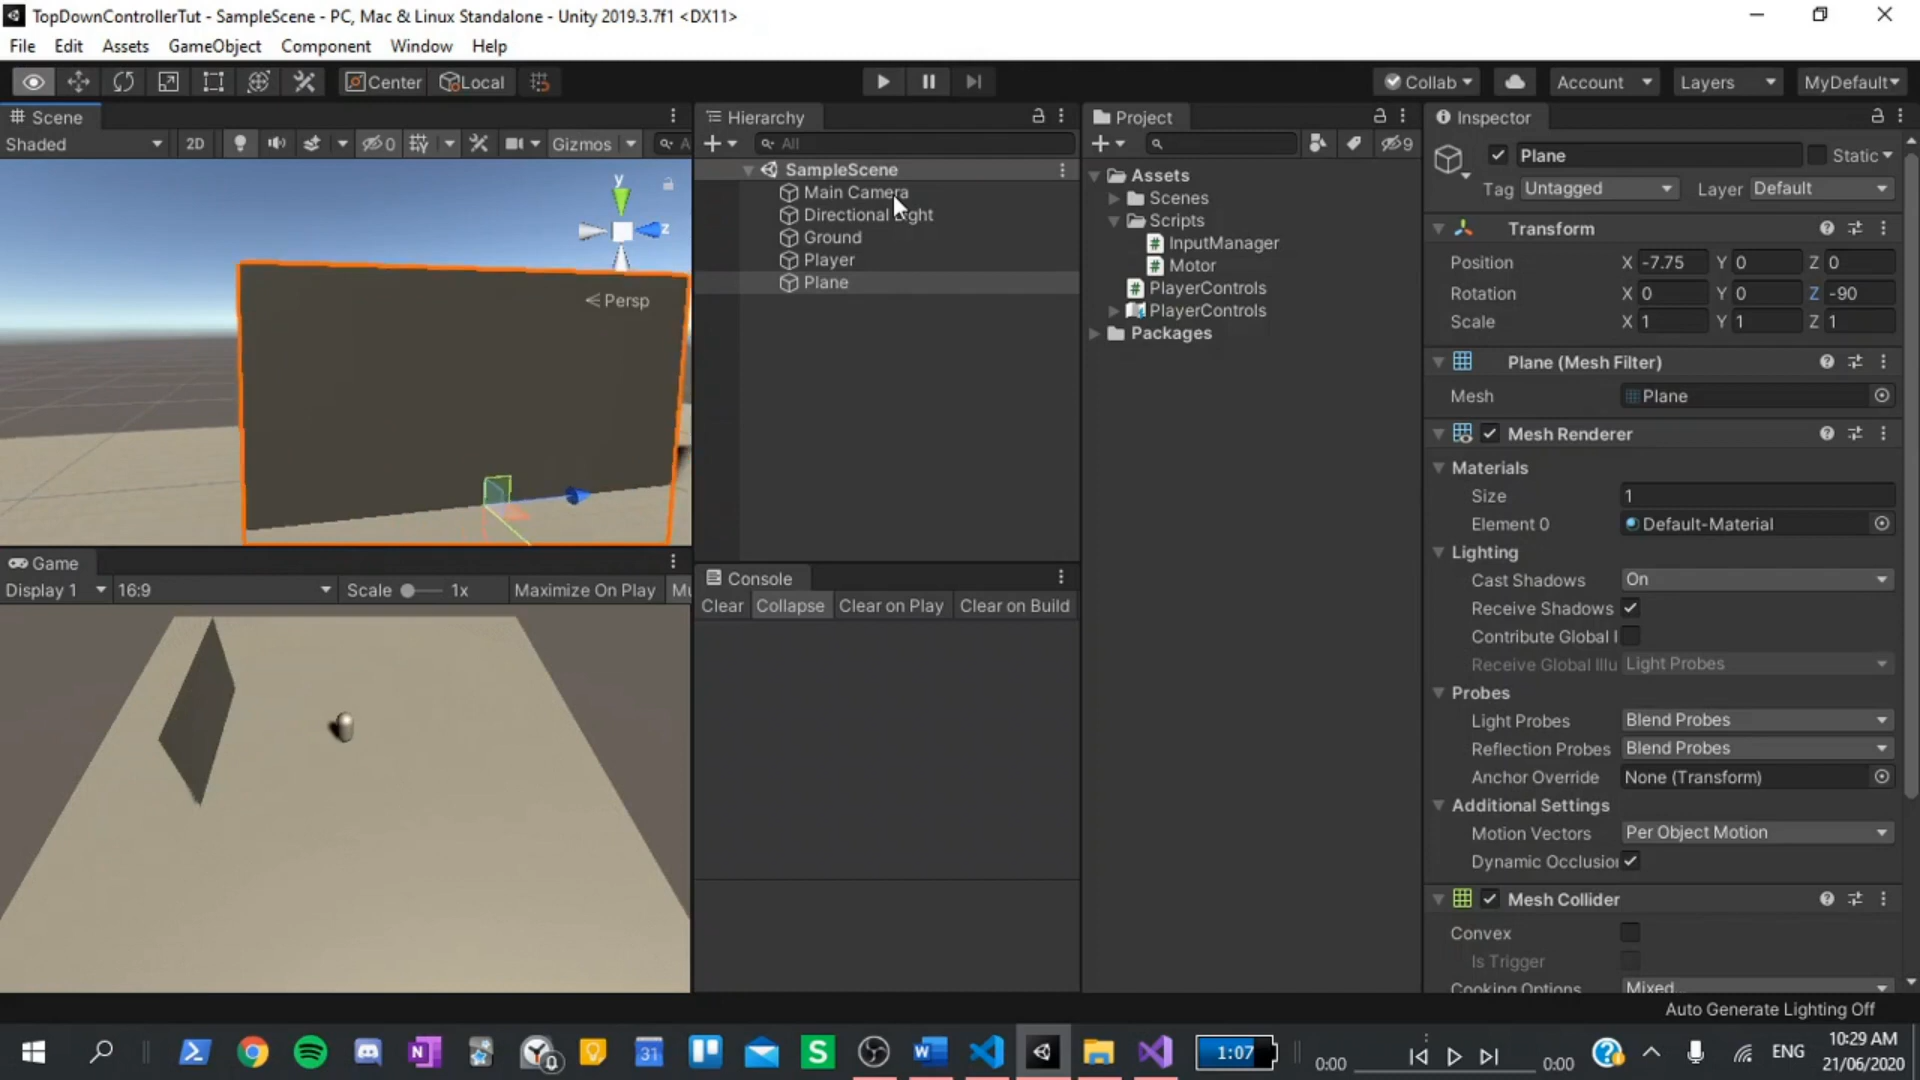 TopDownControllerTut - SampleScene - PC, Mac & Linux Standalone - Unity 2019.3.7f1 <DX11>
File Edit Assets GameObject Component Window Help
Center Local Collab Account Layers MyDefault
Scene
Shaded 2D 0 Gizmos A
y
z
Persp
Game
Display 1 16:9 Scale 1x Maximize On Play Mu
Hierarchy
All
SampleScene
Main Camera
Directional Light
Ground
Player
Plane
Console
Clear Collapse Clear on Play Clear on Build
Project
9
Assets
Scenes
Scripts
InputManager
Motor
PlayerControls
PlayerControls
Packages
Inspector
Plane Static
Tag Untagged Layer Default
Transform
Position X -7.75 Y 0 Z 0
Rotation X 0 Y 0 Z -90
Scale X 1 Y 1 Z 1
Plane (Mesh Filter)
Mesh Plane
Mesh Renderer
Materials
Size 1
Element 0 Default-Material
Lighting
Cast Shadows On
Receive Shadows
Contribute Global I
Receive Global Illu Light Probes
Probes
Light Probes Blend Probes
Reflection Probes Blend Probes
Anchor Override None (Transform)
Additional Settings
Motion Vectors Per Object Motion
Dynamic Occlusion
Mesh Collider
Convex
Is Trigger
Cooking Options Mixed...
Auto Generate Lighting Off
31 0 1:07 0:00 0:00 ENG 10:29 AM
21/06/2020